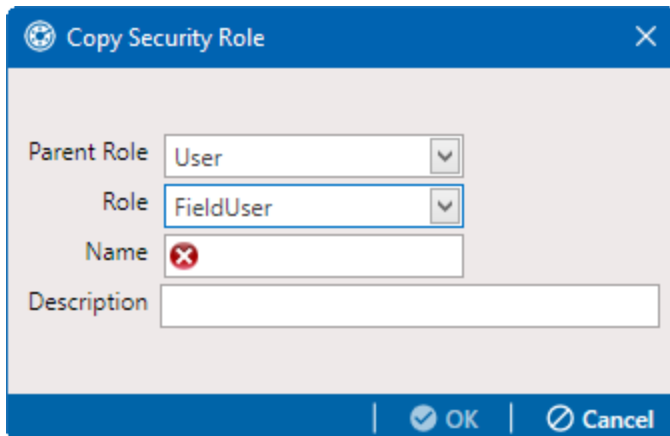 Copy Security Role
Parent Role User
Role FieldUser
Name
Description
OK Cancel